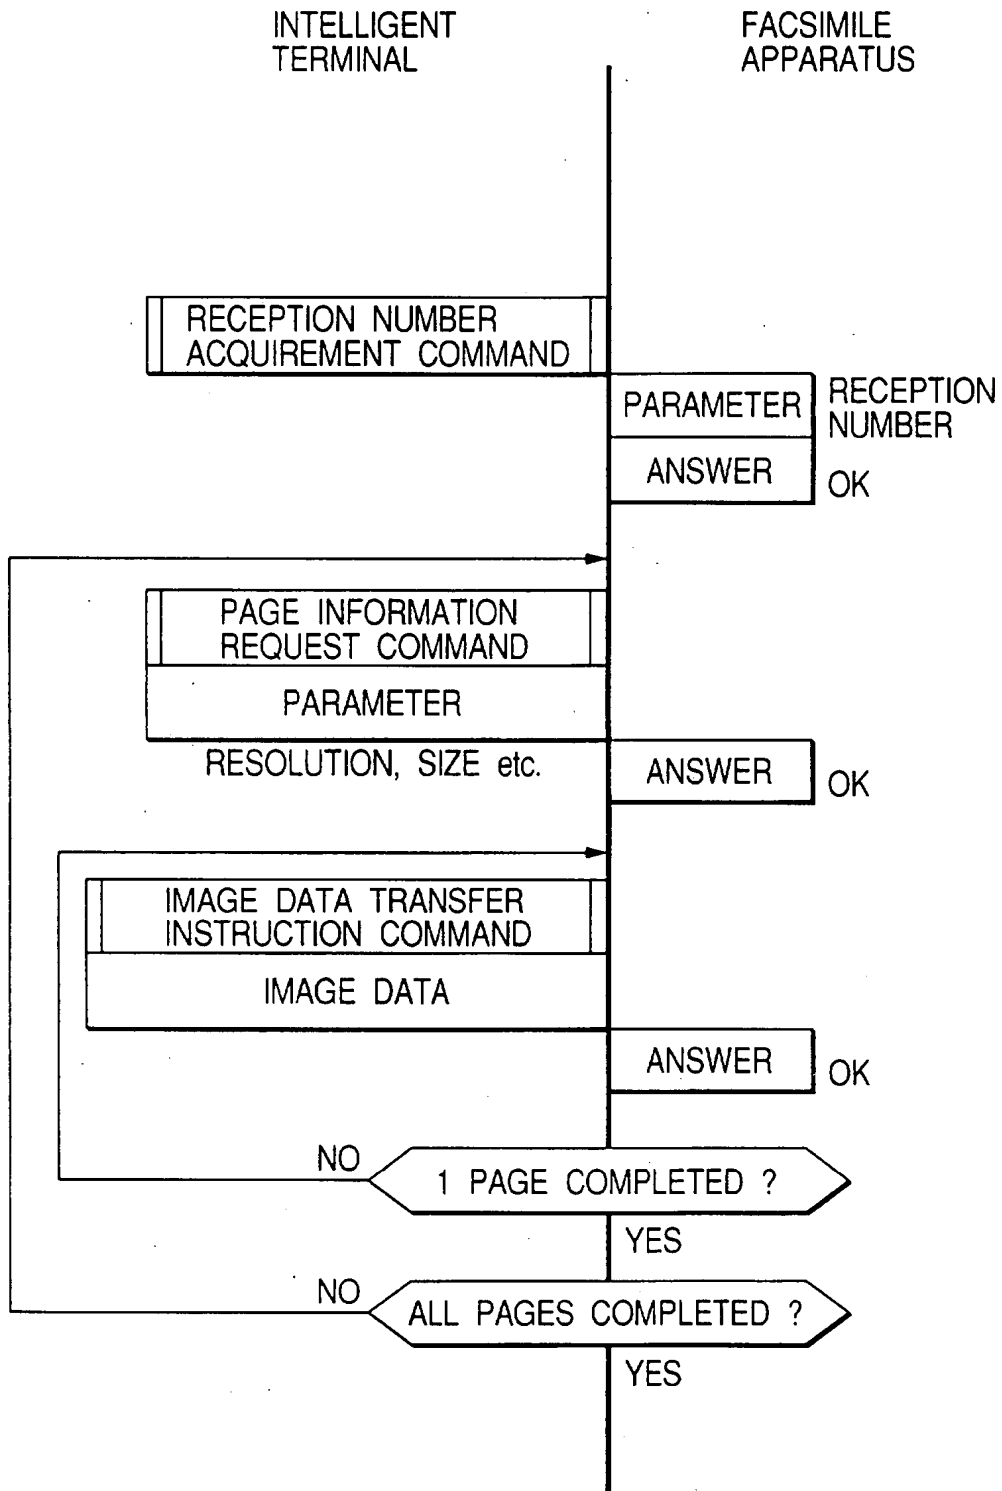 INTELLIGENT
TERMINAL
FACSIMILE
APPARATUS
RECEPTION NUMBER
ACQUIREMENT COMMAND
PARAMETER
RECEPTION
NUMBER
ANSWER
OK
PAGE INFORMATION
REQUEST COMMAND
PARAMETER
RESOLUTION, SIZE etc.
ANSWER
OK
IMAGE DATA TRANSFER
INSTRUCTION COMMAND
IMAGE DATA
ANSWER
OK
NO
1 PAGE COMPLETED ?
YES
NO
ALL PAGES COMPLETED ?
YES